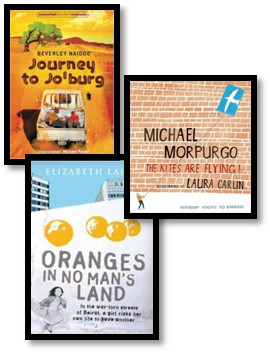 BEVERLEY NAIDOO
Journey
to Jo'burg
MICHAEL
MORPURGO
THE KITES ARE FLYING!
LAURA CARLIN
ELIZABETH LAI
ORANGES
IN NO MAN'S
LAND
In the war-torn streets
of Beirut, a girl risks her
own life to save another...